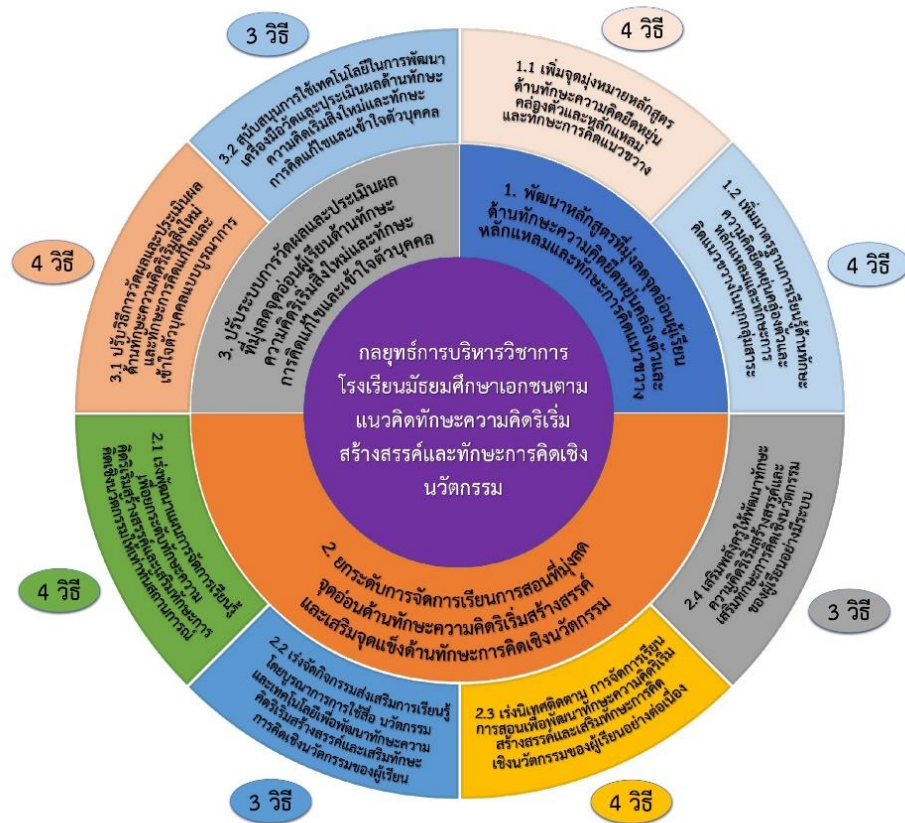 กลยุทธ์การบริหารวิชาการ
โรงเรียนมัธยมศึกษาเอกชนตาม
แนวคิดทักษะความคิดริเริ่ม
สร้างสรรค์และทักษะการคิดเชิง
นวัตกรรม
1. พัฒนาหลักสูตรที่มุ่งลดจุดอ่อนผู้เรียน
ด้านทักษะความคิดยืดหยุ่นคล่องตัวและ
หลักแหลมและทักษะการคิดแนวขวาง
4 วิธี
1.1 เพิ่มจุดมุ่งหมายหลักสูตร
ด้านทักษะความคิดยืดหยุ่น
คล่องตัวและหลักแหลม
และทักษะการคิดแนวขวาง
4 วิธี
1.2 เพิ่มมาตรฐานการเรียนรู้ด้านทักษะ
ความคิดยืดหยุ่นคล่องตัวและ
หลักแหลมและทักษะการ
คิดแนวขวางในทุกกลุ่มสาระ
2. ยกระดับการจัดการเรียนการสอนที่มุ่งลด
จุดอ่อนด้านทักษะความคิดริเริ่มสร้างสรรค์
และเสริมจุดแข็งด้านทักษะการคิดเชิงนวัตกรรม
4 วิธี
2.1 เร่งพัฒนาแผนการจัดการเรียนรู้
เพื่อยกระดับทักษะความ
คิดริเริ่มสร้างสรรค์และเสริมทักษะการ
คิดเชิงนวัตกรรมให้เท่าทันสถานการณ์
3 วิธี
2.2 เร่งจัดกิจกรรมส่งเสริมการเรียนรู้
โดยบูรณาการการใช้สื่อ นวัตกรรม
และเทคโนโลยีเพื่อพัฒนาทักษะความ
คิดริเริ่มสร้างสรรค์และเสริมทักษะ
การคิดเชิงนวัตกรรมของผู้เรียน
4 วิธี
2.3 เร่งนิเทศติดตาม การจัดการเรียน
การสอนเพื่อพัฒนาทักษะความคิดริเริ่ม
สร้างสรรค์และเสริมทักษะการคิด
เชิงนวัตกรรมของผู้เรียนอย่างต่อเนื่อง
3 วิธี
2.4 เสริมพลังครูให้พัฒนาทักษะ
ความคิดริเริ่มสร้างสรรค์และ
เสริมทักษะการคิดเชิงนวัตกรรม
ของผู้เรียนอย่างมีระบบ
3. ปรับระบบการวัดผลและประเมินผล
ที่มุ่งลดจุดอ่อนผู้เรียนด้านทักษะ
ความคิดเริ่มสิ่งใหม่และทักษะ
การคิดแก้ไขและเข้าใจตัวบุคคล
4 วิธี
3.1 ปรับวิธีการวัดผลและประเมินผล
ด้านทักษะความคิดเริ่มสิ่งใหม่
และทักษะการคิดแก้ไขและ
เข้าใจตัวบุคคลแบบบูรณาการ
3 วิธี
3.2 สนับสนุนการใช้เทคโนโลยีในการพัฒนา
เครื่องมือวัดและประเมินผลด้านทักษะ
ความคิดเริ่มสิ่งใหม่และทักษะ
การคิดแก้ไขและเข้าใจตัวบุคคล